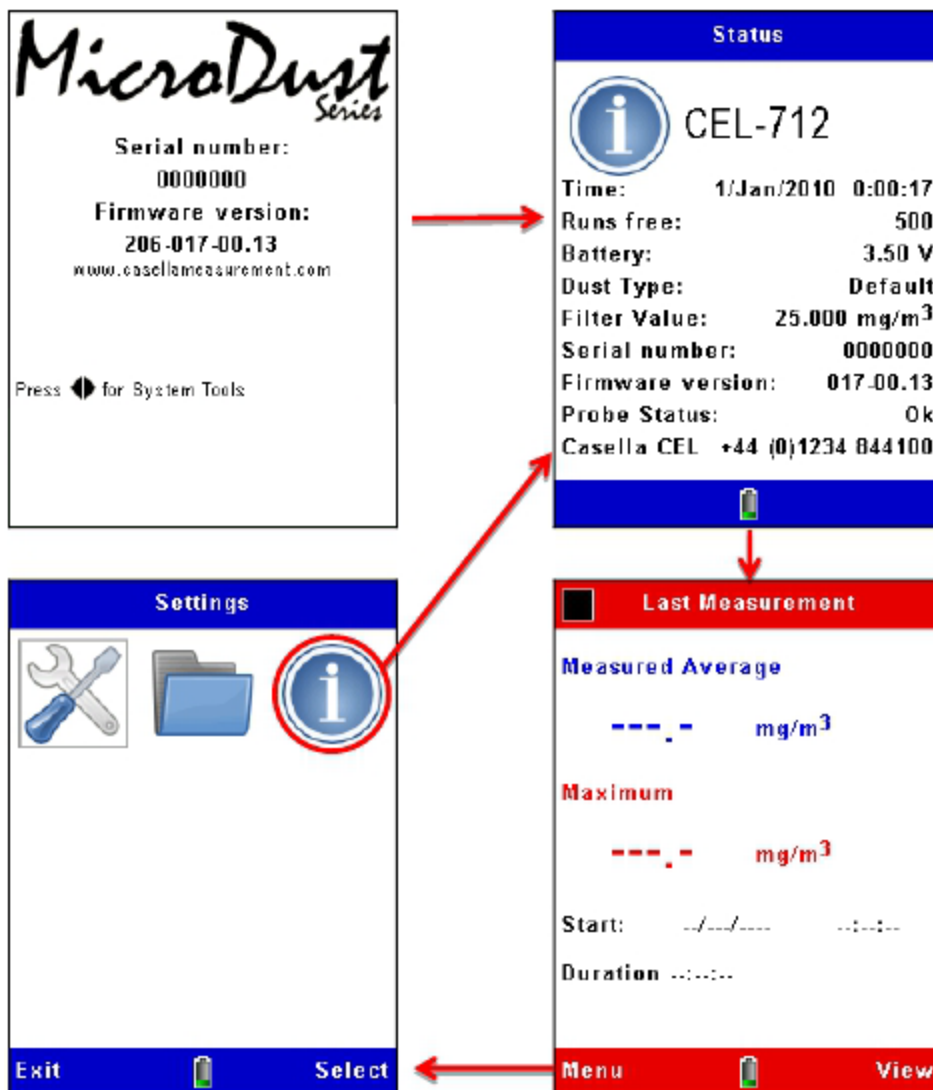 MicroDust
Series
Serial number:
0000000
Firmware version:
206-017-00.13
www.casellameasurement.com
Press for System Tools
Status
CEL-712
Time: 1/Jan/2010 0:00:17
Runs free: 500
Battery: 3.50 V
Dust Type: Default
Filter Value: 25.000 mg/m³
Serial number: 0000000
Firmware version: 017-00.13
Probe Status: Ok
Casella CEL +44 (0)1234 844100
Settings
Exit Select
Last Measurement
Measured Average
---.- mg/m³
Maximum
---.- mg/m³
Start: --/---/---- --:--:--
Duration --:--:--
Menu View